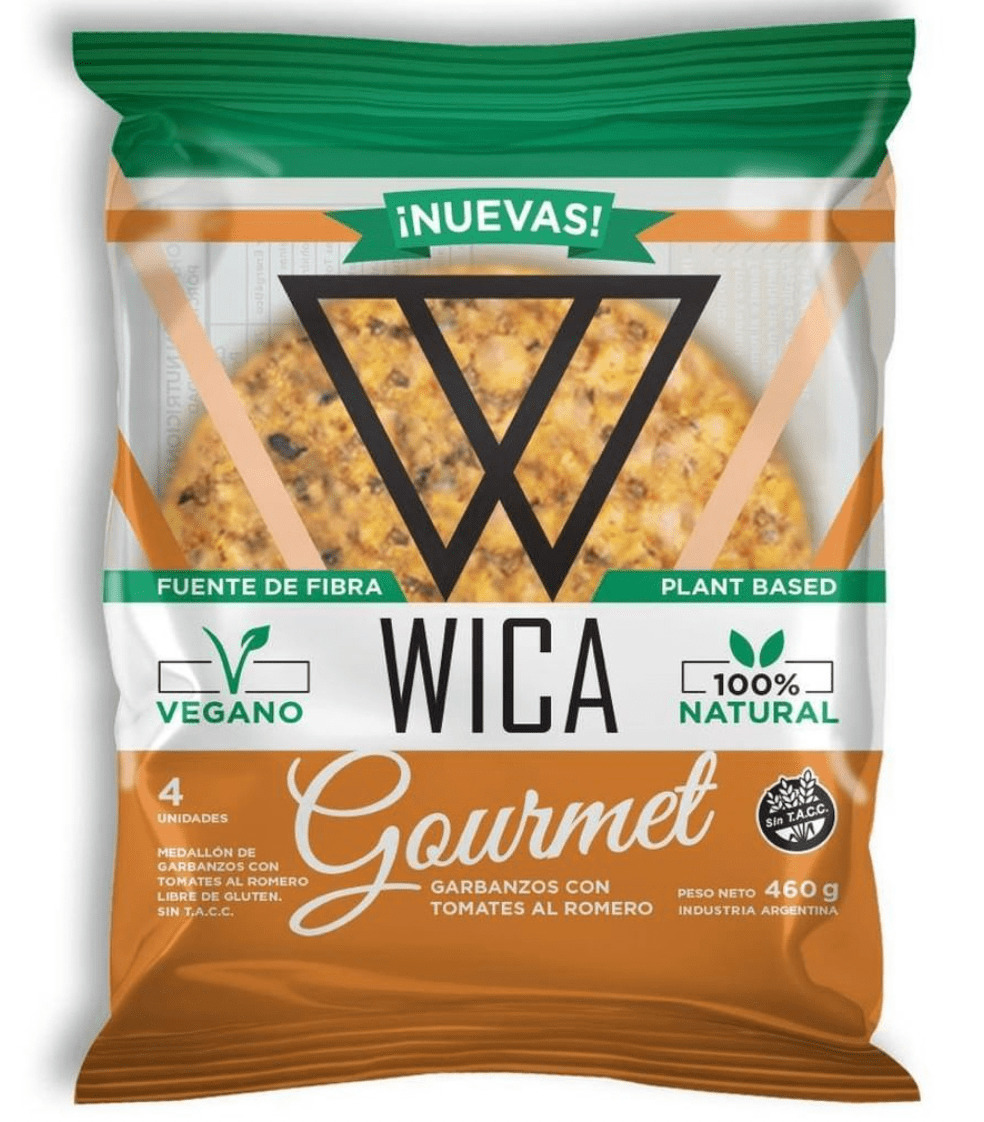 ¡NUEVAS!
FUENTE DE FIBRA
PLANT BASED
VEGANO
WICA
100%
NATURAL
Gourmet
GARBANZOS CON
TOMATES AL ROMERO
4
UNIDADES
MEDALLÓN DE
GARBANZOS CON
TOMATES AL ROMERO
LIBRE DE GLUTEN.
SIN T.A.C.C.
Sin T.A.C.C.
PESO NETO 460 g
INDUSTRIA ARGENTINA